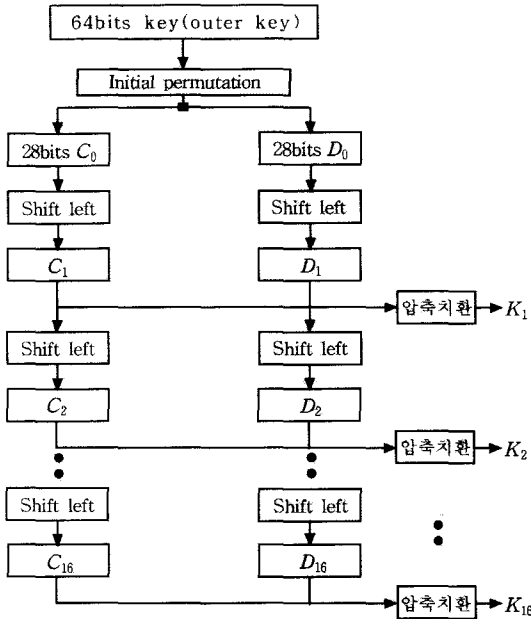 64bits key(outer key)
Initial permutation
28bits C₀ 28bits D₀
Shift left Shift left
C₁ D₁
압축치환 K₁
Shift left Shift left
C₂ D₂
압축치환 K₂
Shift left Shift left
C₁₆ D₁₆
압축치환 K₁₆